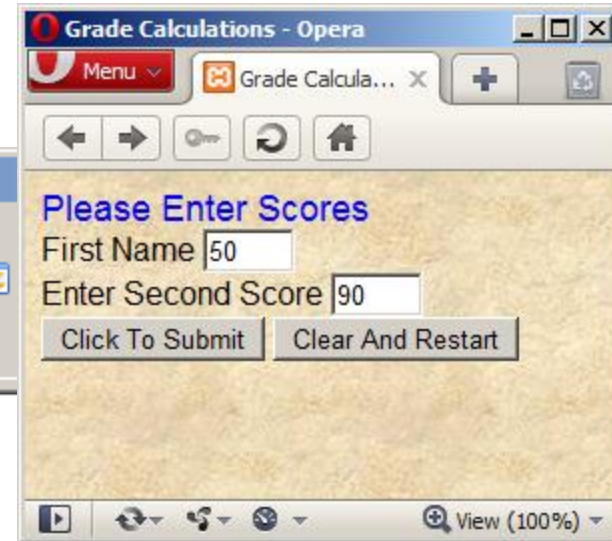 Grade Calculations - Opera
Menu
Grade Calcula...
Please Enter Scores
First Name 50
Enter Second Score 90
Click To Submit Clear And Restart
View (100%)